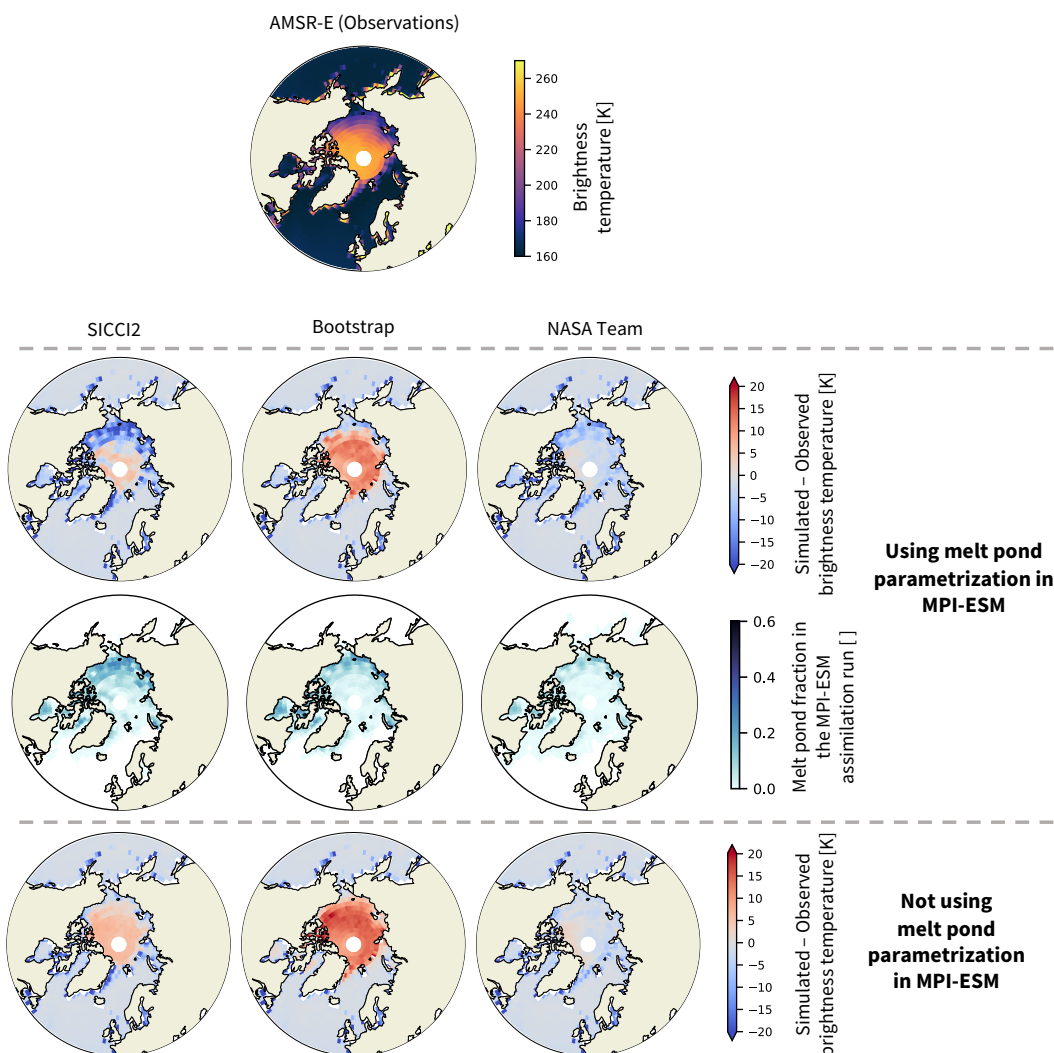 AMSR-E (Observations)
260
240
220
200
180
160
Brightness
temperature [K]
SICCI2
Bootstrap
NASA Team
20
15
10
5
0
−5
−10
−15
−20
Simulated – Observed
brightness temperature [K]
Using melt pond
parametrization in
MPI-ESM
0.6
0.4
0.2
0.0
Melt pond fraction in
the MPI-ESM
assimilation run [ ]
20
15
10
5
0
−5
−10
−15
−20
Simulated – Observed
brightness temperature [K]
Not using
melt pond
parametrization
in MPI-ESM